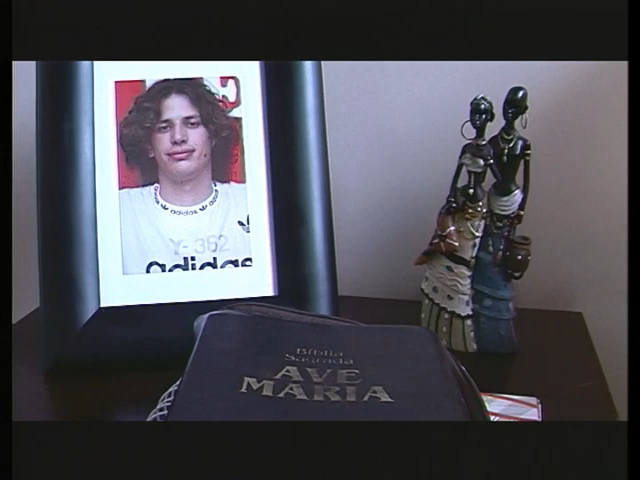 E
adidas
Y- 362
adidas
Bíblia
Sagrada
AVE
MARIA